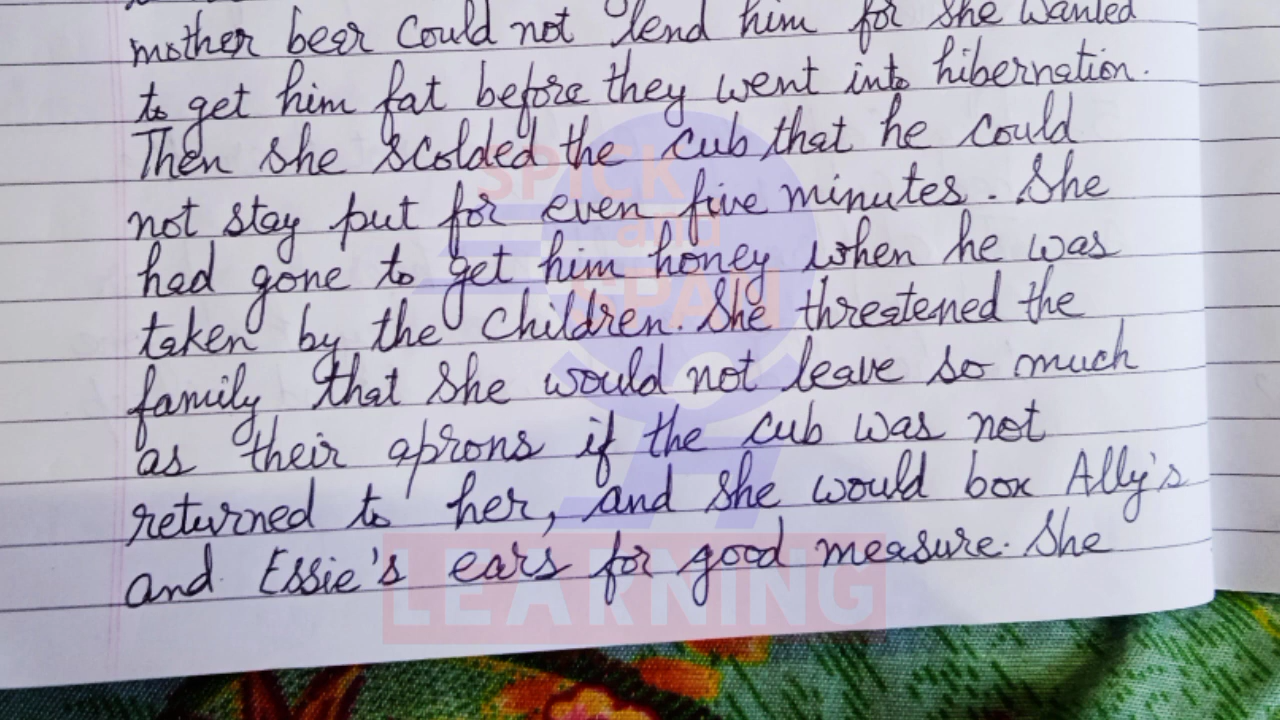 mother bear could not lend him for she wanted
to get him fat before they went into hibernation.
Then she scolded the cub that he could
not stay put for even five minutes. She
had gone to get him honey when he was
taken by the children. She threatened the
family that she would not leave so much
as their aprons if the cub was not
returned to her, and she would box Ally's
and Essie's ears for good measure. She
SPICK
and
SPAN
LEARNING